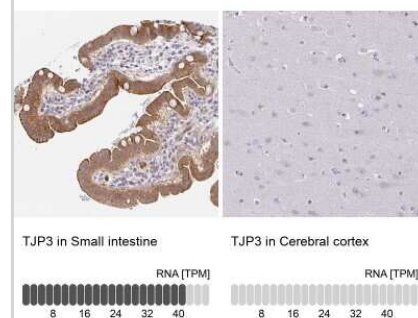 TJP3 in Small intestine
TJP3 in Cerebral cortex
RNA [TPM]
RNA [TPM]
8 16 24 32 40
8 16 24 32 40